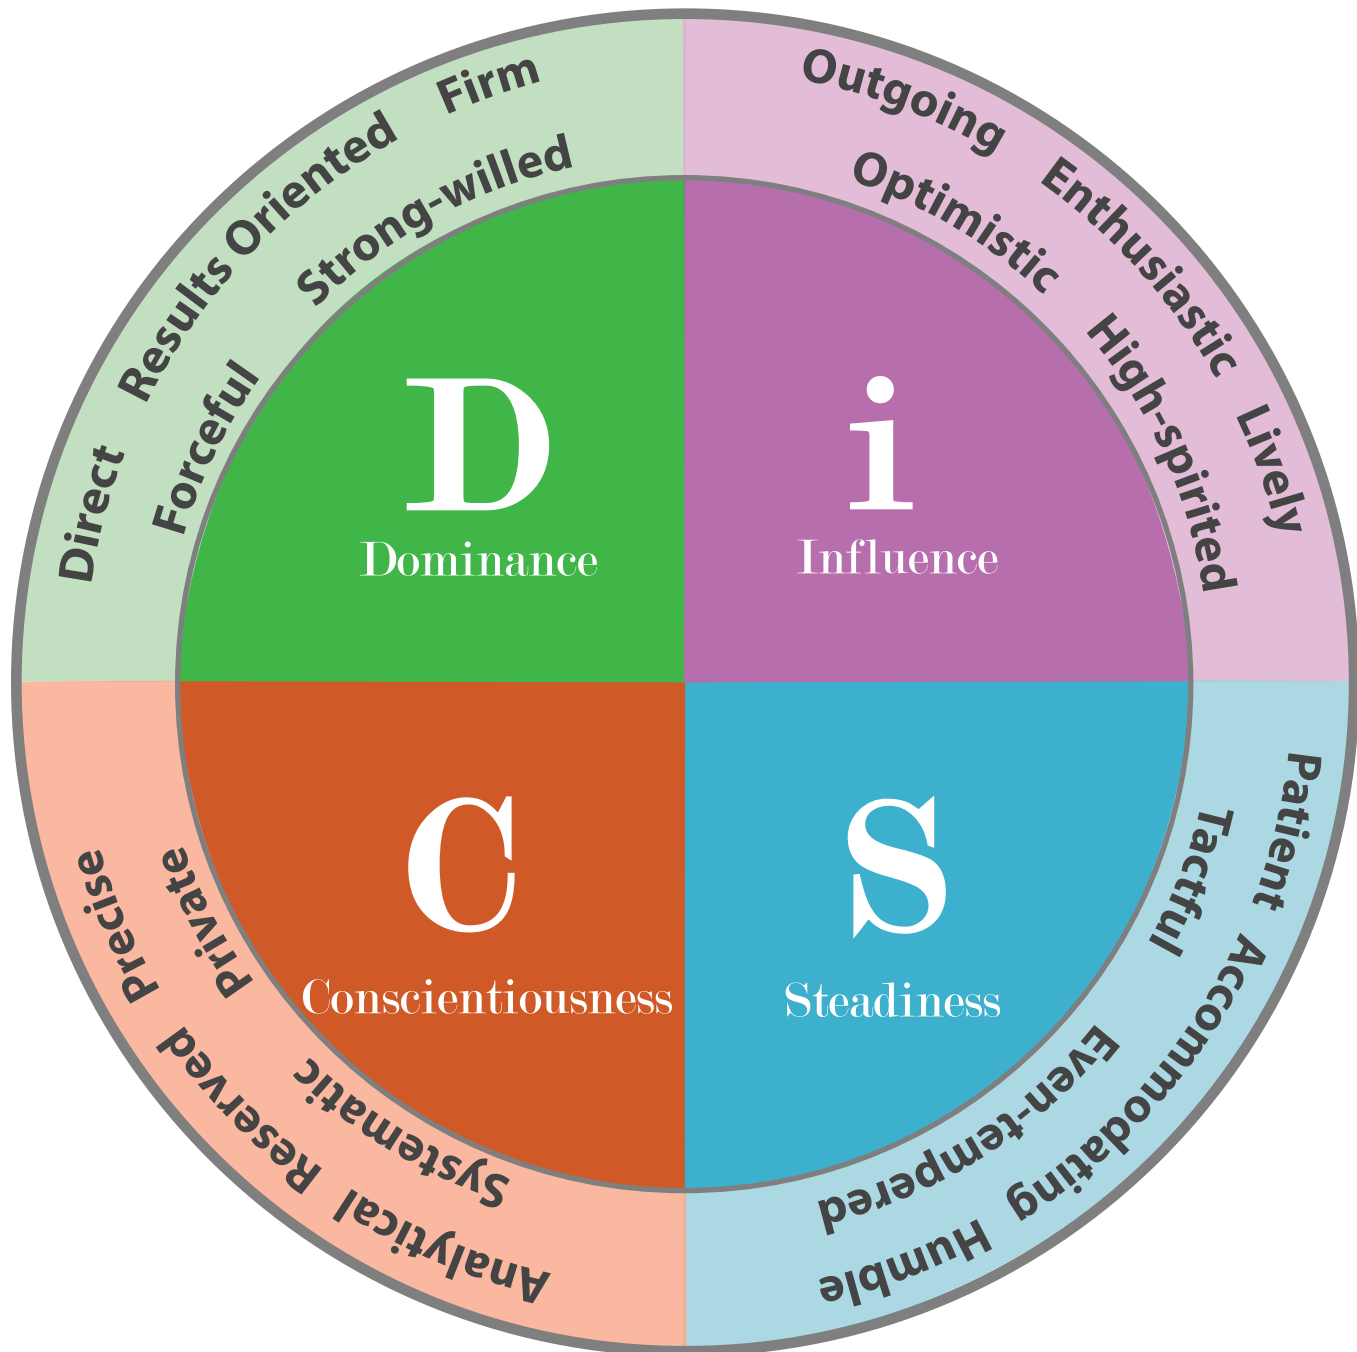 Direct Results Oriented Firm
Forceful Strong-willed
D
Dominance
Outgoing Enthusiastic Lively
Optimistic High-spirited
i
Influence
Patient Accommodating Humble
Tactful Even-tempered
S
Steadiness
Analytical Reserved Precise
Systematic Private
C
Conscientiousness